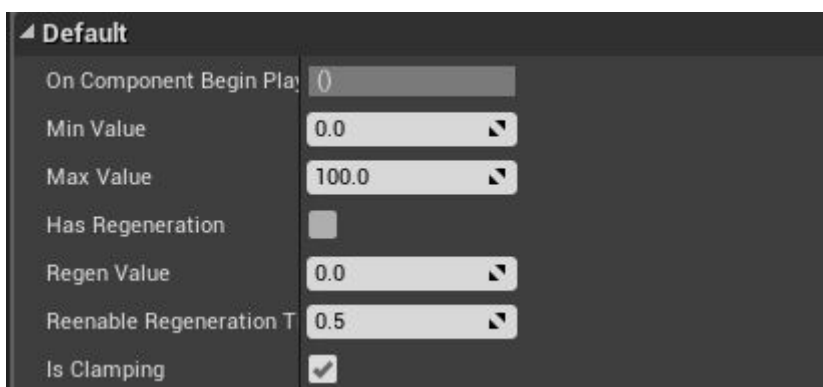 Default
On Component Begin Play ()
Min Value 0.0
Max Value 100.0
Has Regeneration
Regen Value 0.0
Reenable Regeneration T 0.5
Is Clamping